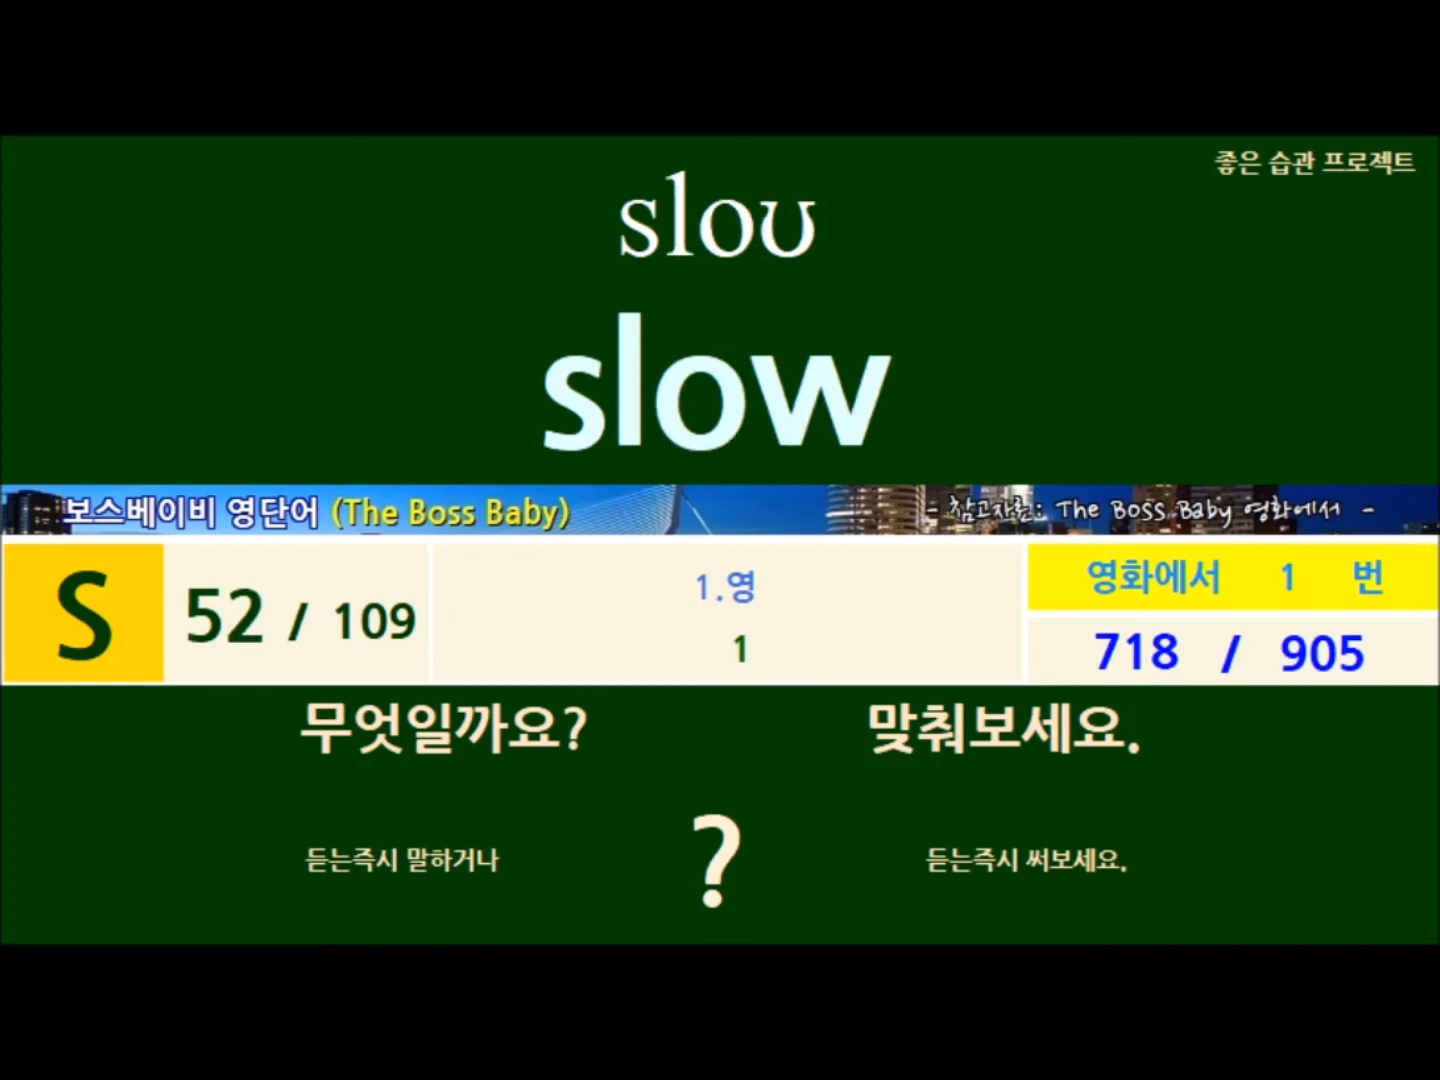 좋은 습관 프로젝트
sloʊ
slow
보스베이비 영단어 (The Boss Baby)
- 참고자료: The Boss Baby 영화에서 -
S
52 / 109
1.영
1
영화에서 1 번
718 / 905
무엇일까요? 맞춰보세요.
?
듣는즉시 말하거나 듣는즉시 써보세요.